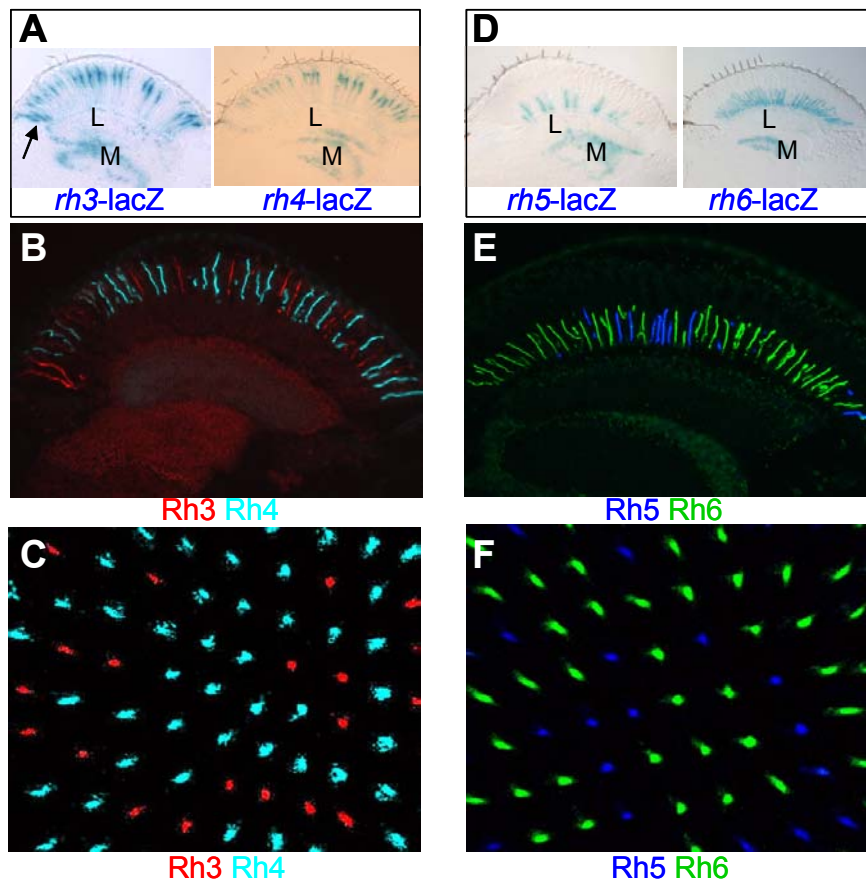 A
L
M
L
M
rh3-lacZ rh4-lacZ
D
L
M
L
M
rh5-lacZ rh6-lacZ
B
Rh3 Rh4
E
Rh5 Rh6
C
Rh3 Rh4
F
Rh5 Rh6